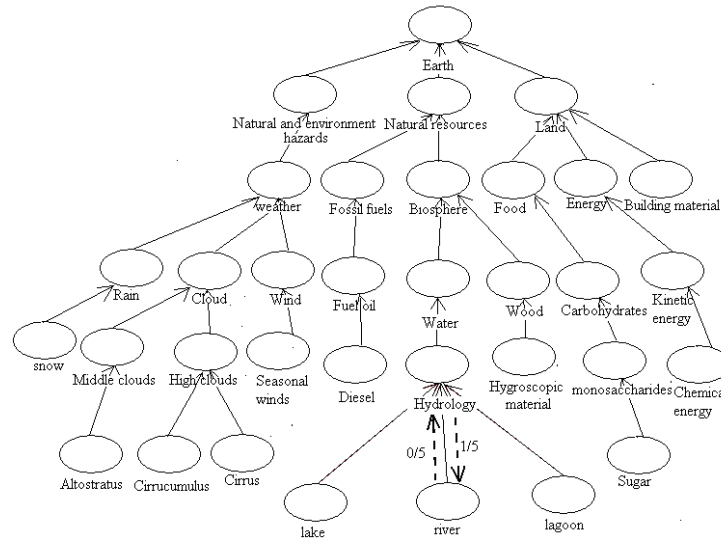 Earth
Natural and environment
hazards
Natural resources
Land
weather
Fossil fuels
Biosphere
Food
Energy
Building material
Rain
Cloud
Wind
Fuel oil
Water
Wood
Carbohydrates
Kinetic
energy
snow
Middle clouds
High clouds
Seasonal
winds
Diesel
Hydrology
Hygroscopic
material
monosaccharides
Chemical
energy
0/5
1/5
Altostratus
Cirrucumulus
Cirrus
Sugar
lake
river
lagoon